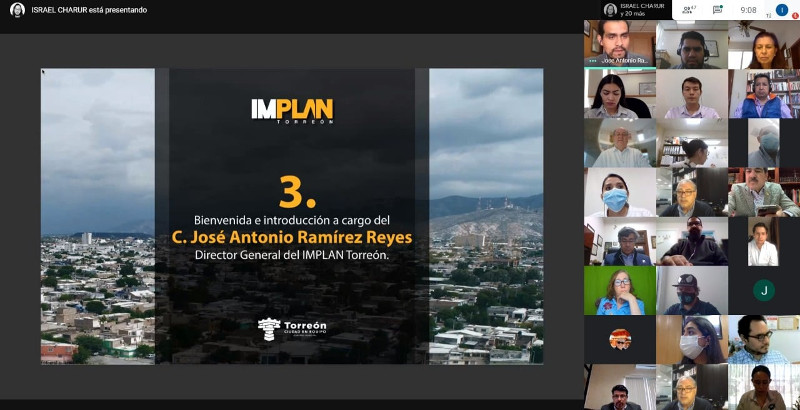 ISRAEL CHARUR está presentando
ISRAEL CHARUR
y 20 más
47
9:08
I
IMPLAN
TORREÓN
3.
Bienvenida e introducción a cargo del
C. José Antonio Ramírez Reyes
Director General del IMPLAN Torreón.
Torreón
CIUDAD EN EQUIPO
José Antonio Ra...
J